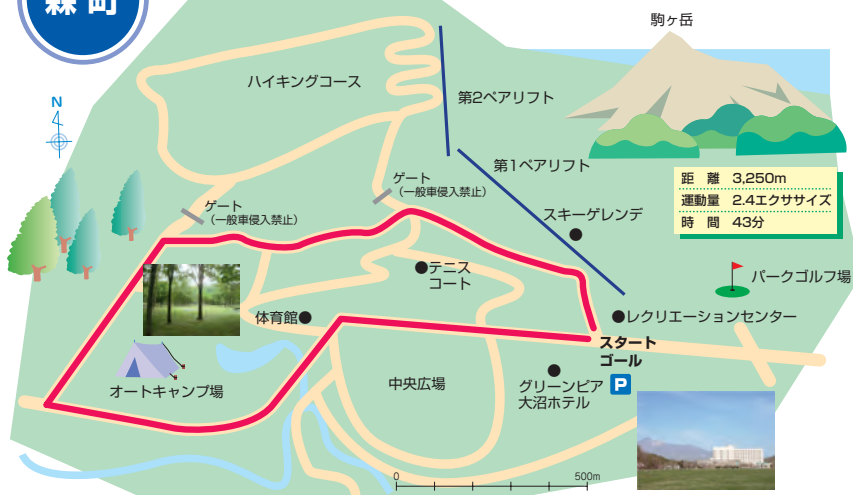 森町
駒ヶ岳
ハイキングコース
第2ペアリフト
N
第1ペアリフト
距 離 3,250m
運動量 2.4エクササイズ
時 間 43分
ゲート
(一般車侵入禁止)
ゲート
(一般車侵入禁止)
スキーゲレンデ
テニス
コート
パークゴルフ場
体育館
レクリエーションセンター
スタート
ゴール
オートキャンプ場
中央広場
グリーンピア
大沼ホテル
P
0 500m